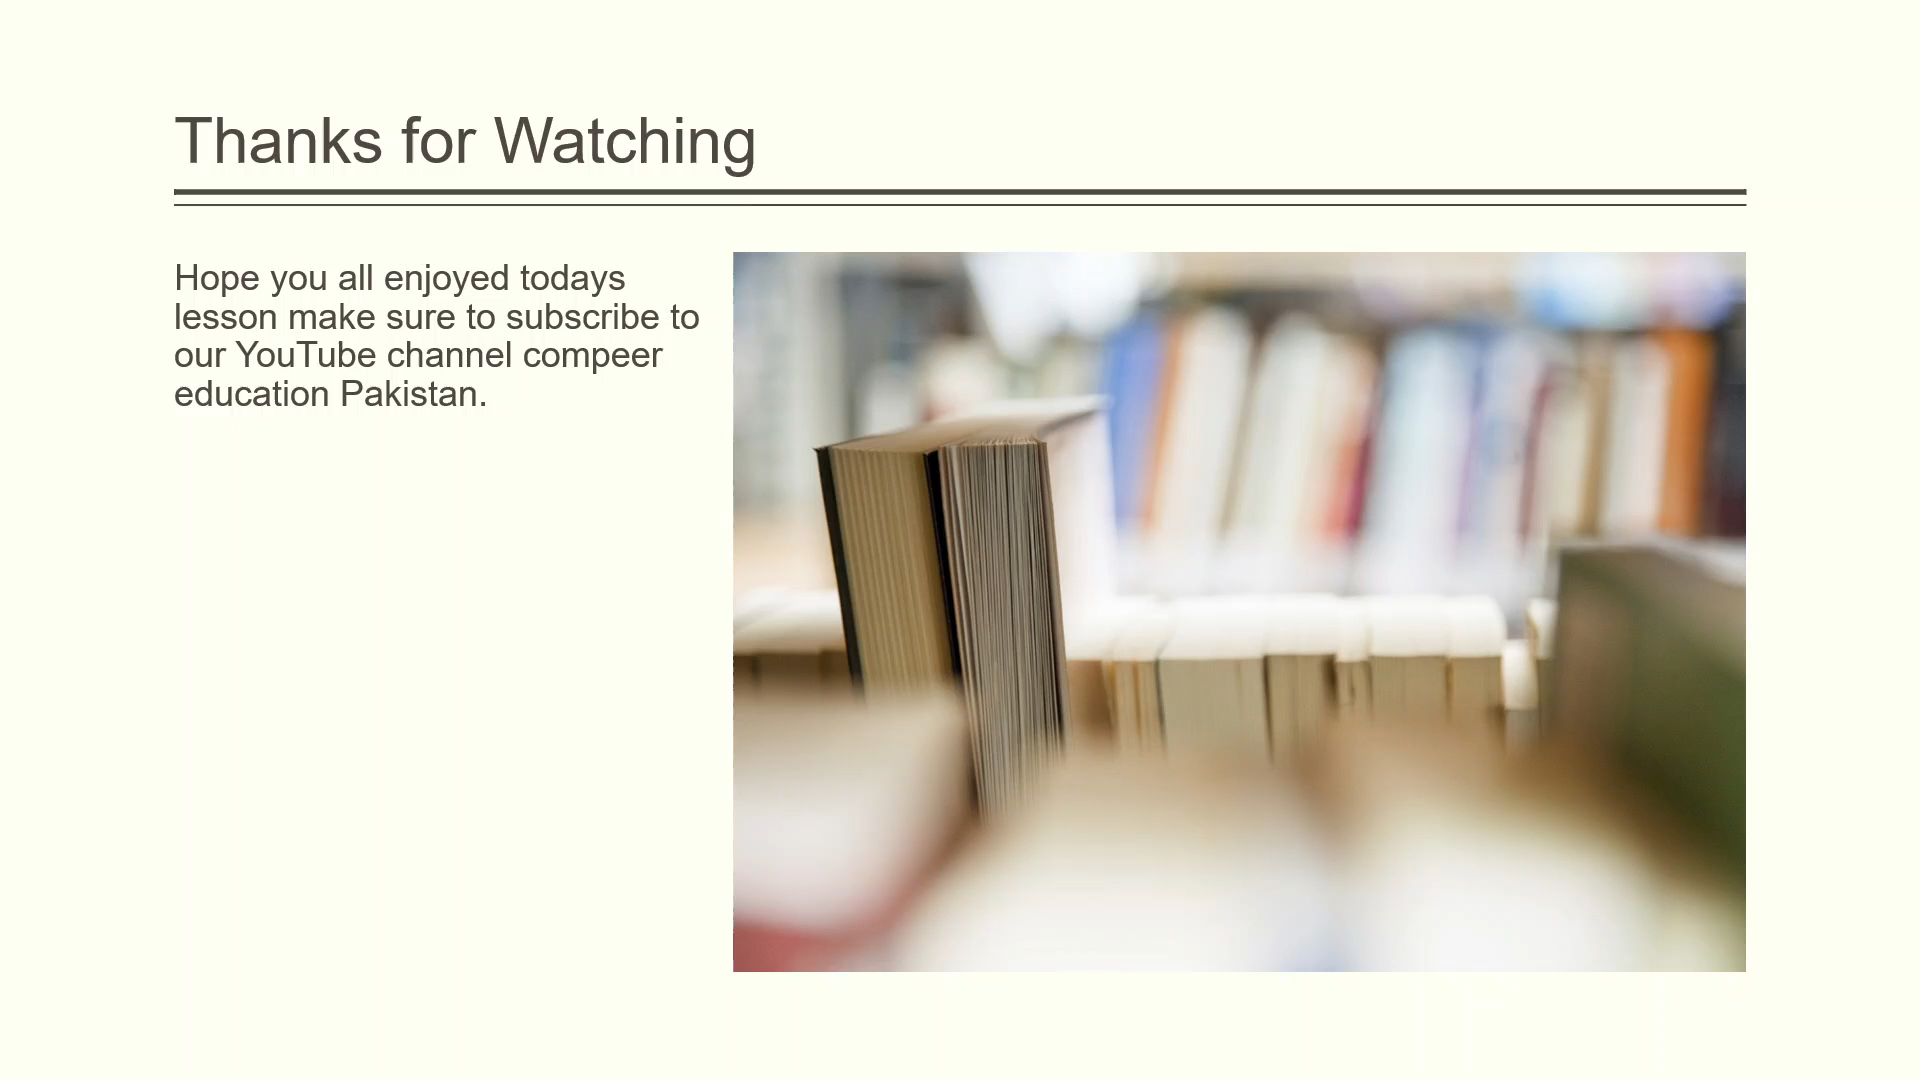 Thanks for Watching
Hope you all enjoyed todays
lesson make sure to subscribe to
our YouTube channel compeer
education Pakistan.